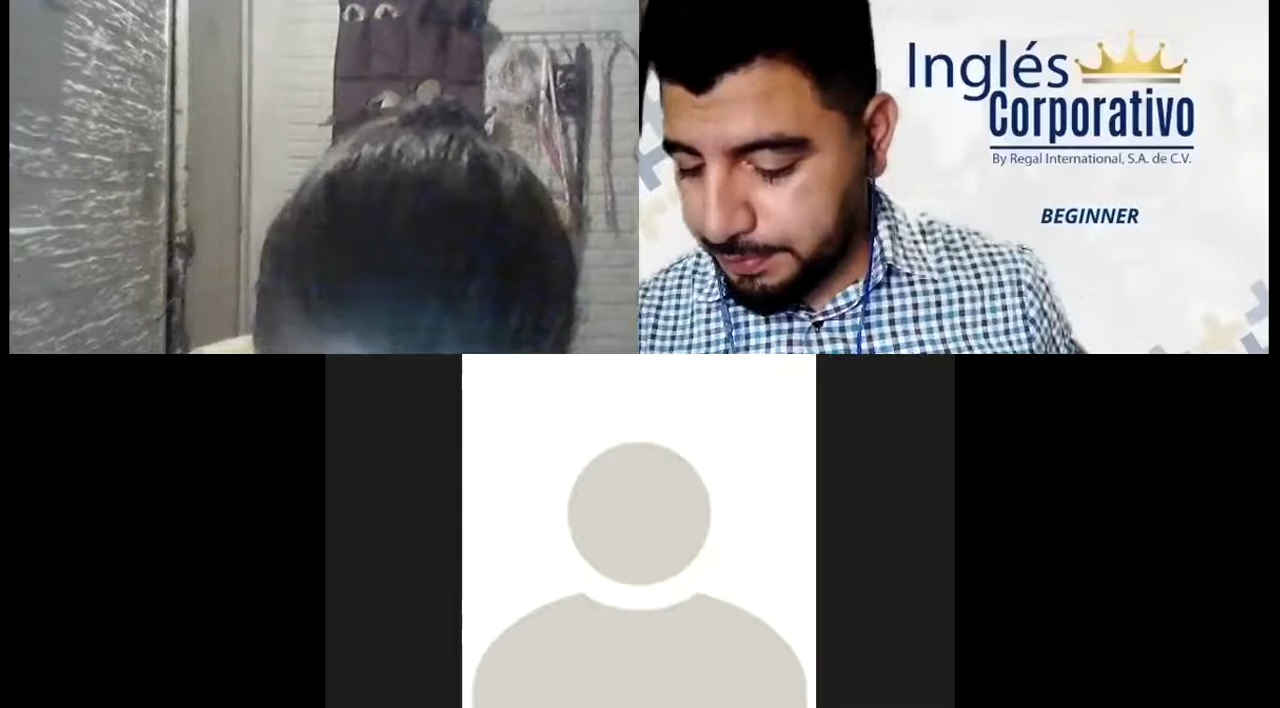 Inglés
Corporativo
By Regal International, S.A. de C.V.
BEGINNER